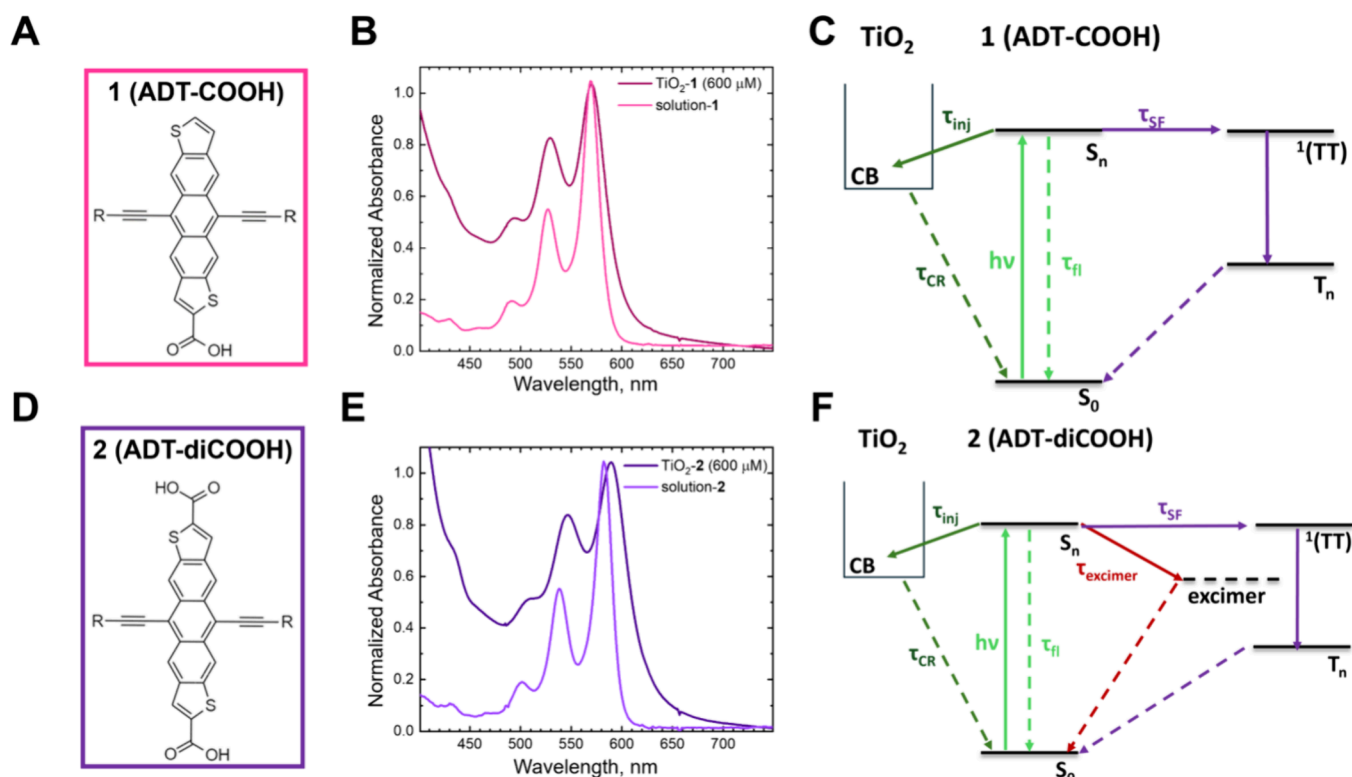 A
1 (ADT-COOH)
S
R
R
S
O
OH
B
Normalized Absorbance
1.0
0.8
0.6
0.4
0.2
0.0
TiO2-1 (600 μM)
solution-1
450 500 550 600 650 700
Wavelength, nm
C
TiO2 1 (ADT-COOH)
τinj
τSF
Sn
1(TT)
CB
τCR
hν
τfl
Tn
S0
D
2 (ADT-diCOOH)
HO
O
S
R
R
S
O
OH
E
Normalized Absorbance
1.0
0.8
0.6
0.4
0.2
0.0
TiO2-2 (600 μM)
solution-2
450 500 550 600 650 700
Wavelength, nm
F
TiO2 2 (ADT-diCOOH)
τinj
τSF
Sn
1(TT)
CB
τexcimer
excimer
τCR
hν
τfl
Tn
S0